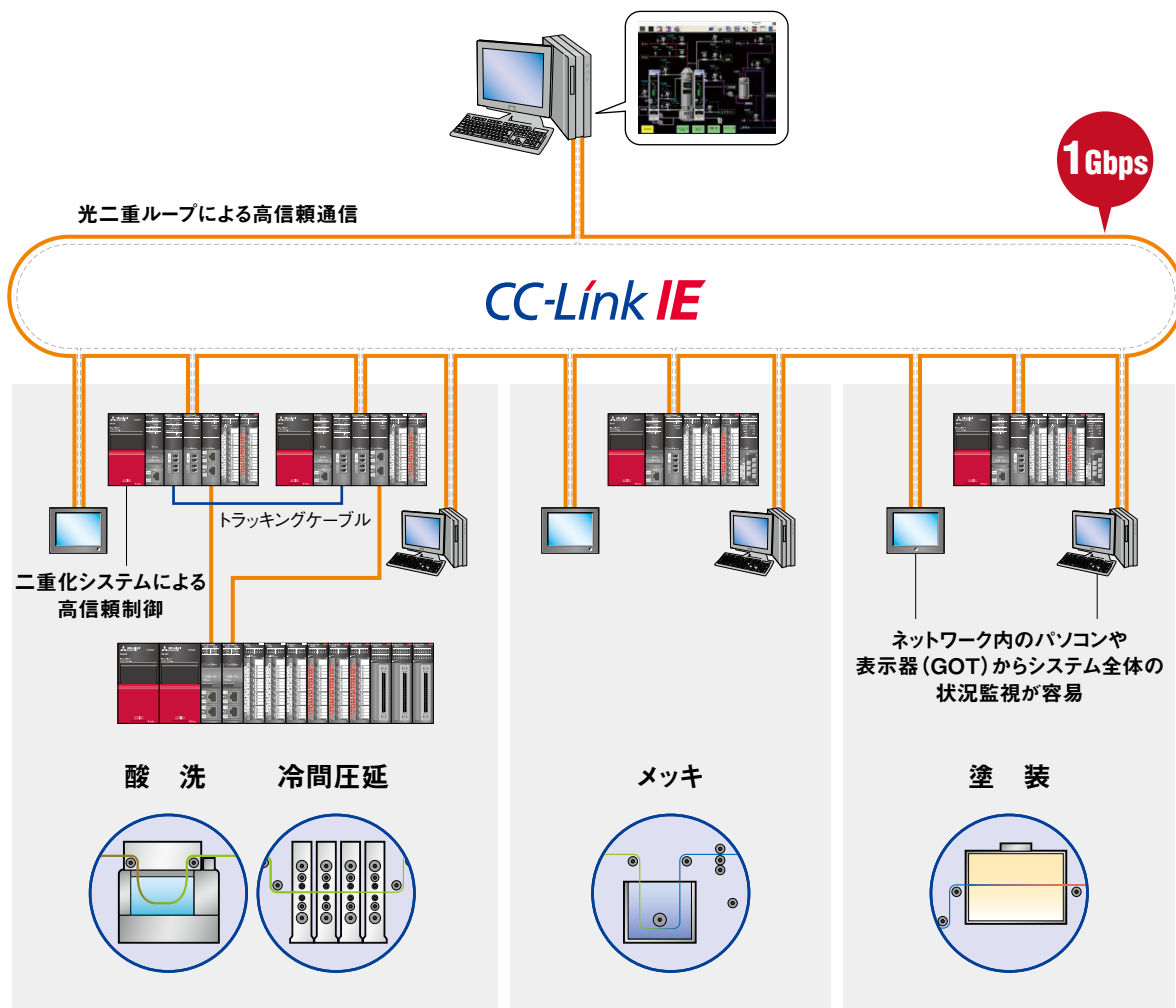 1Gbps
光二重ループによる高信頼通信
CC-Link IE
トラッキングケーブル
二重化システムによる
高信頼制御
ネットワーク内のパソコンや
表示器(GOT)からシステム全体の
状況監視が容易
酸 洗
冷間圧延
メッキ
塗 装